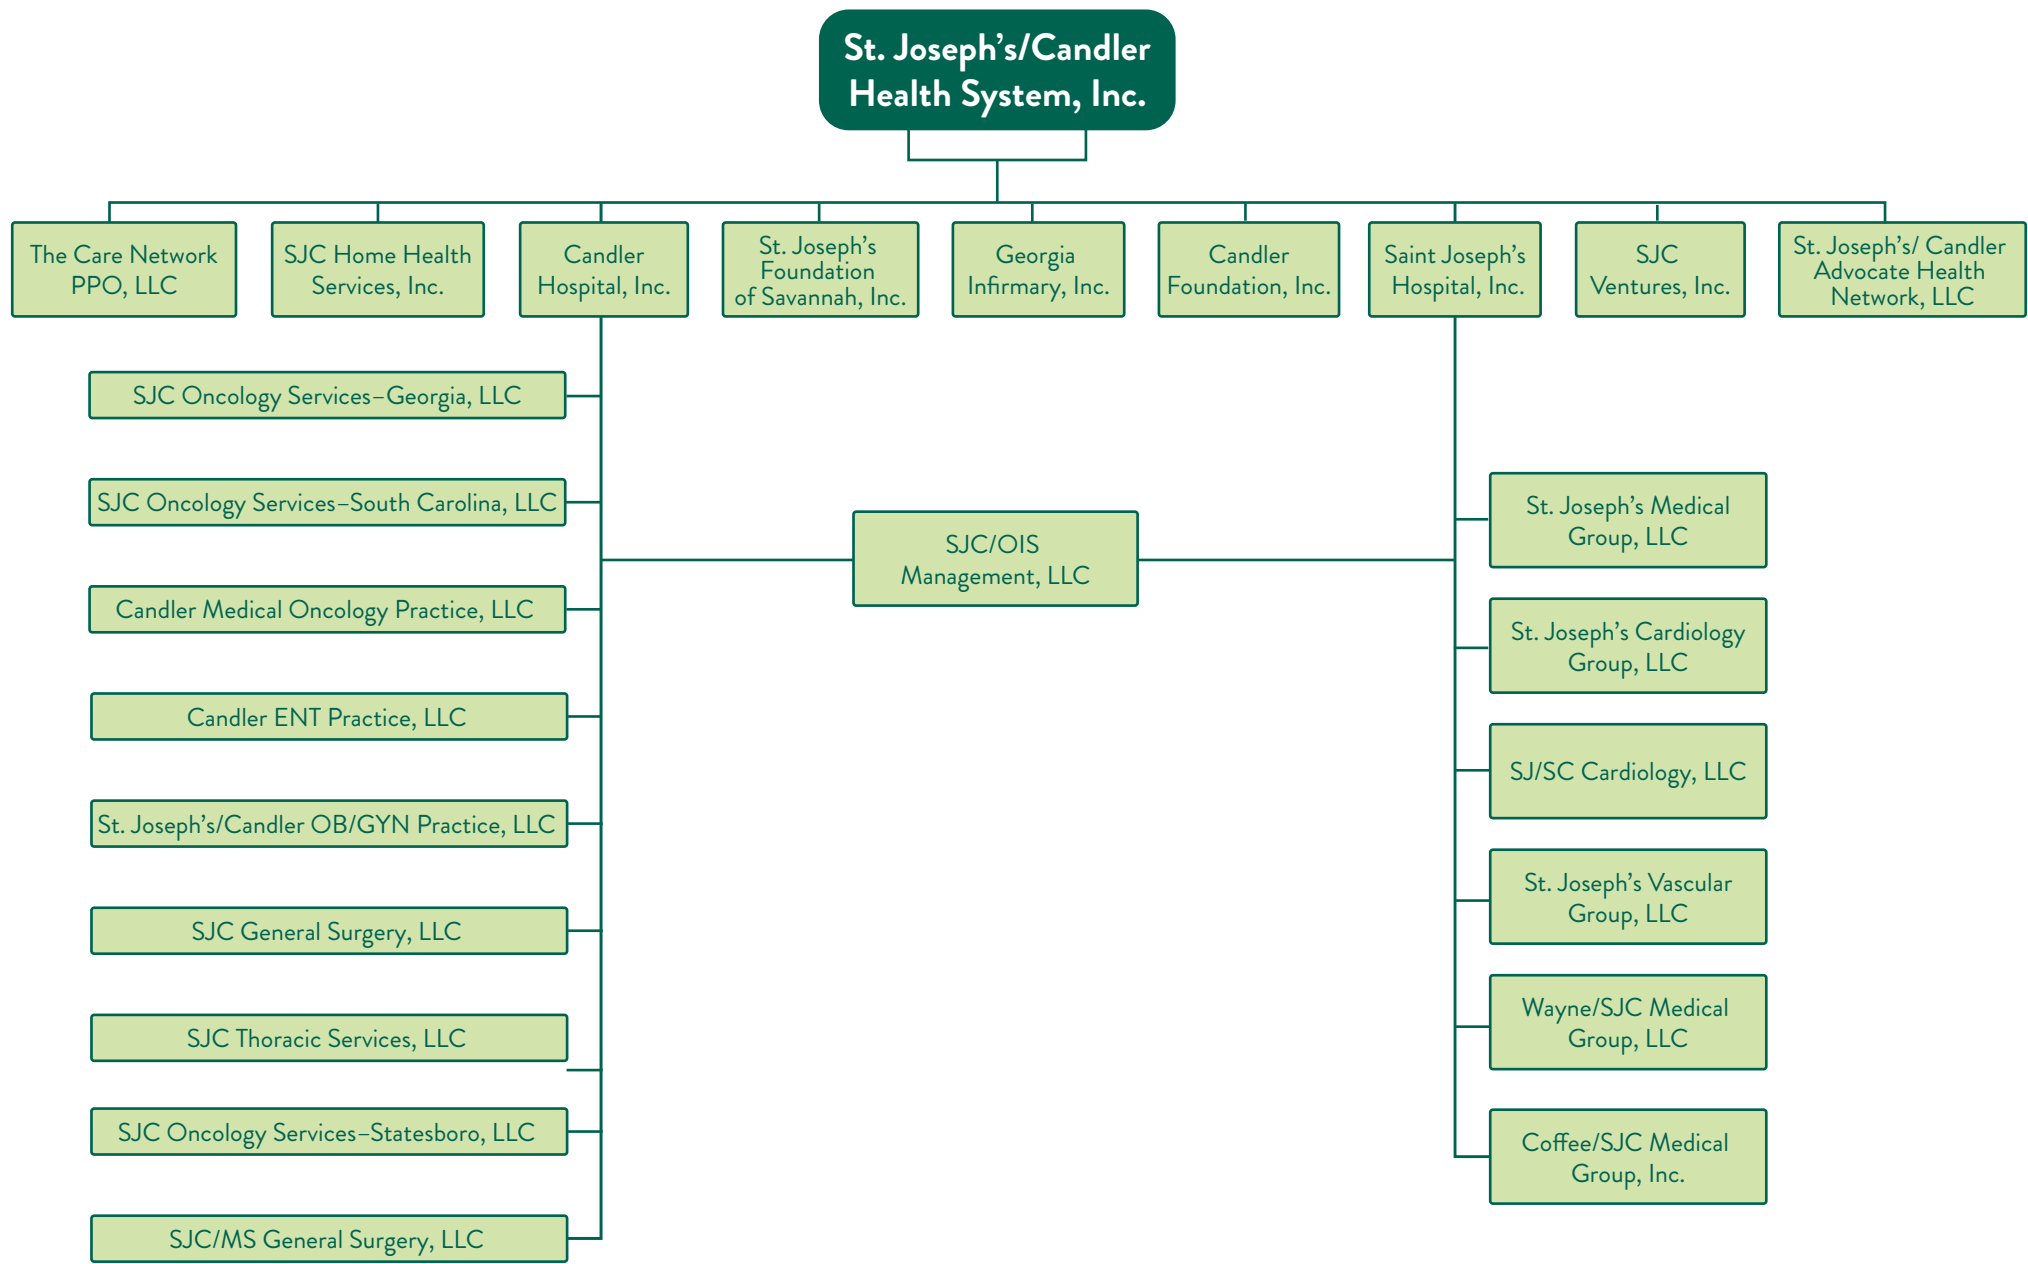 St. Joseph’s/Candler
Health System, Inc.
The Care Network
PPO, LLC
SJC Home Health
Services, Inc.
Candler
Hospital, Inc.
St. Joseph’s
Foundation
of Savannah, Inc.
Georgia
Infirmary, Inc.
Candler
Foundation, Inc.
Saint Joseph’s
Hospital, Inc.
SJC
Ventures, Inc.
St. Joseph’s/ Candler
Advocate Health
Network, LLC
SJC Oncology Services–Georgia, LLC
SJC Oncology Services–South Carolina, LLC
Candler Medical Oncology Practice, LLC
Candler ENT Practice, LLC
St. Joseph’s/Candler OB/GYN Practice, LLC
SJC General Surgery, LLC
SJC Thoracic Services, LLC
SJC Oncology Services–Statesboro, LLC
SJC/MS General Surgery, LLC
SJC/OIS
Management, LLC
St. Joseph’s Medical
Group, LLC
St. Joseph’s Cardiology
Group, LLC
SJ/SC Cardiology, LLC
St. Joseph’s Vascular
Group, LLC
Wayne/SJC Medical
Group, LLC
Coffee/SJC Medical
Group, Inc.